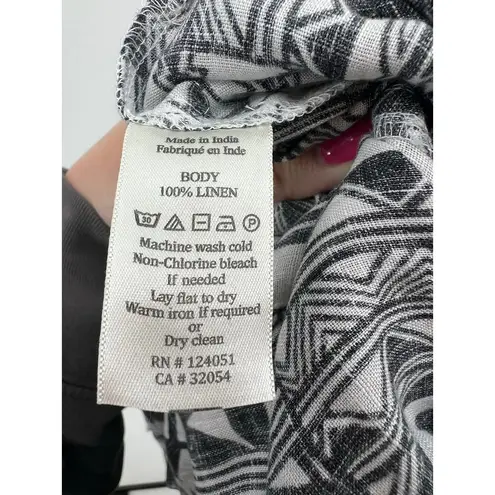 Made in India
Fabriqué en Inde
BODY
100% LINEN
30 P
Machine wash cold
Non-Chlorine bleach
If needed
Lay flat to dry
Warm iron If required
or
Dry clean
RN # 124051
CA # 32054